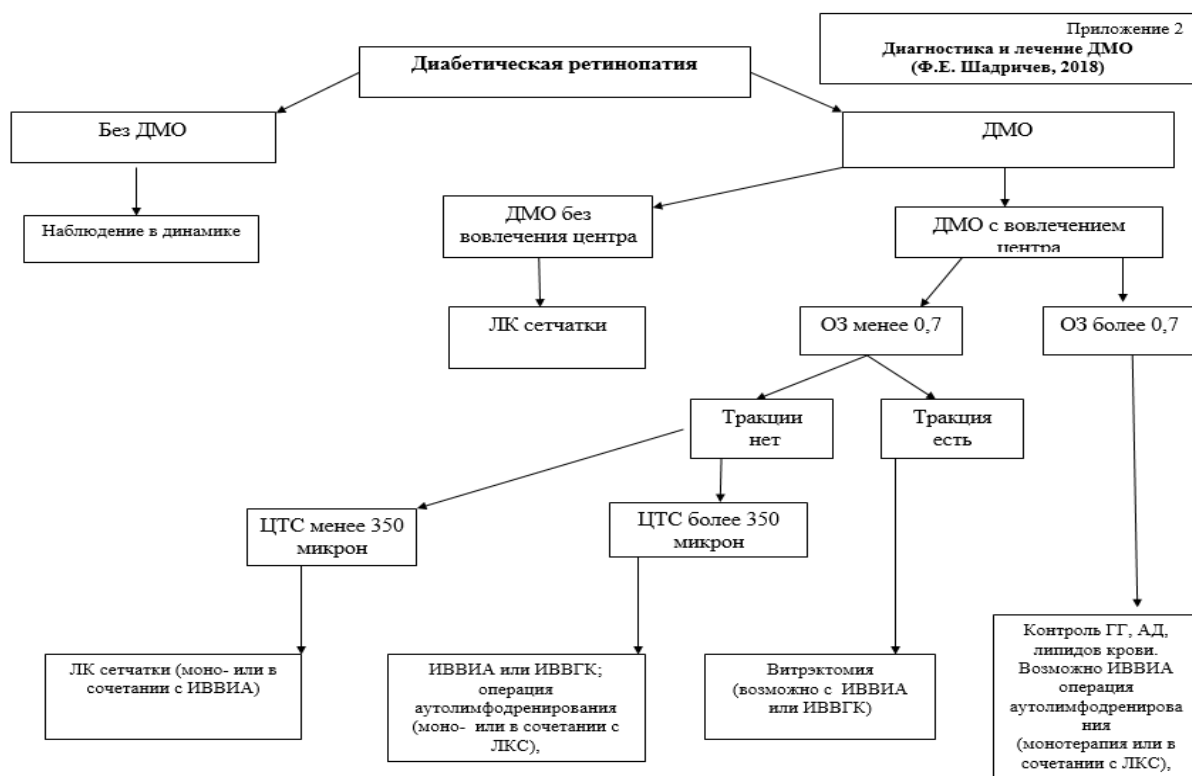 Приложение 2
Диагностика и лечение ДМО
(Ф.Е. Шадричев, 2018)
Диабетическая ретинопатия
Без ДМО
ДМО
Наблюдение в динамике
ДМО без
вовлечения центра
ДМО с вовлечением
центра
ЛК сетчатки
ОЗ менее 0,7
ОЗ более 0,7
Тракции
нет
Тракция
есть
ЦТС менее 350
микрон
ЦТС более 350
микрон
ЛК сетчатки (моно- или в
сочетании с ИВВИА)
ИВВИА или ИВВГК;
операция
аутолимфодренирования
(моно- или в сочетании с
ЛКС),
Витрэктомия
(возможно с ИВВИА
или ИВВГК)
Контроль ГГ, АД,
липидов крови.
Возможно ИВВИА
операция
аутолимфодренирова
ния
(монотерапия или в
сочетании с ЛКС),